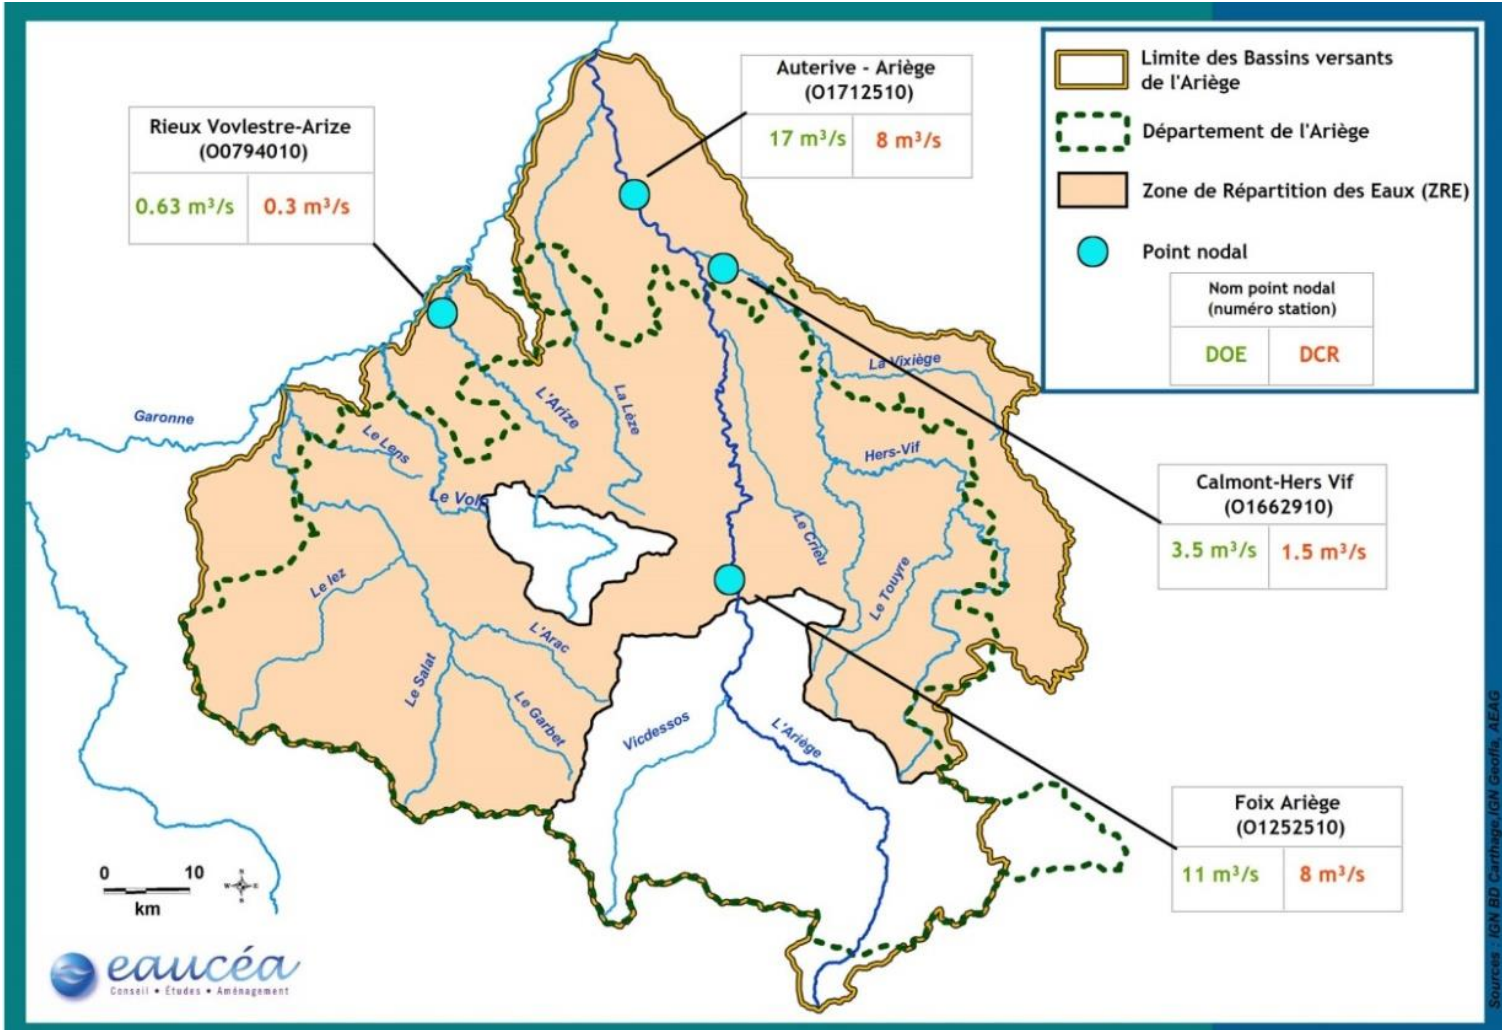 Auterive - Ariège
(O1712510)
17 m³/s
8 m³/s
Rieux Vovlestre-Arize
(O0794010)
0.63 m³/s
0.3 m³/s
Limite des Bassins versants
de l'Ariège
Département de l'Ariège
Zone de Répartition des Eaux (ZRE)
Point nodal
Nom point nodal
(numéro station)
DOE
DCR
Garonne
Le Lens
L'Arize
La Lèze
La Vixiège
Hers-Vif
Le Volp
Le Crieu
Le Touyre
Le lez
L'Arac
Le Salat
Le Garbet
Vicdessos
L'Ariège
Calmont-Hers Vif
(O1662910)
3.5 m³/s
1.5 m³/s
Foix Ariège
(O1252510)
11 m³/s
8 m³/s
0
10
km
N
W
E
S
eaucéa
Conseil • Études • Aménagement
Sources : IGN BD Carthage,IGN Geofla, AEAG